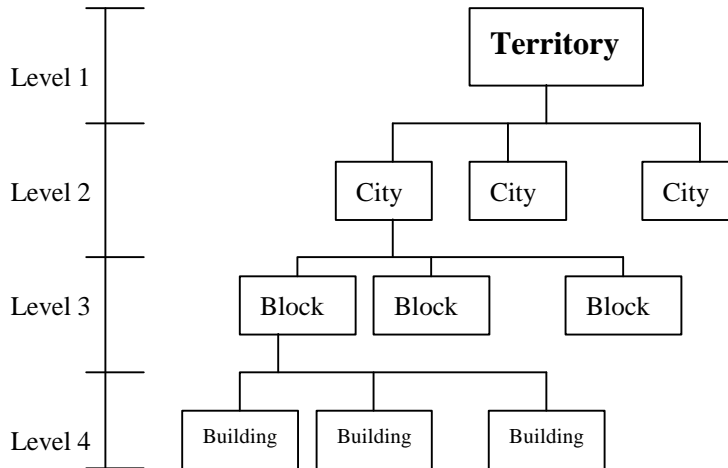 Territory
Level 1
Level 2
City
City
City
Level 3
Block
Block
Block
Level 4
Building
Building
Building